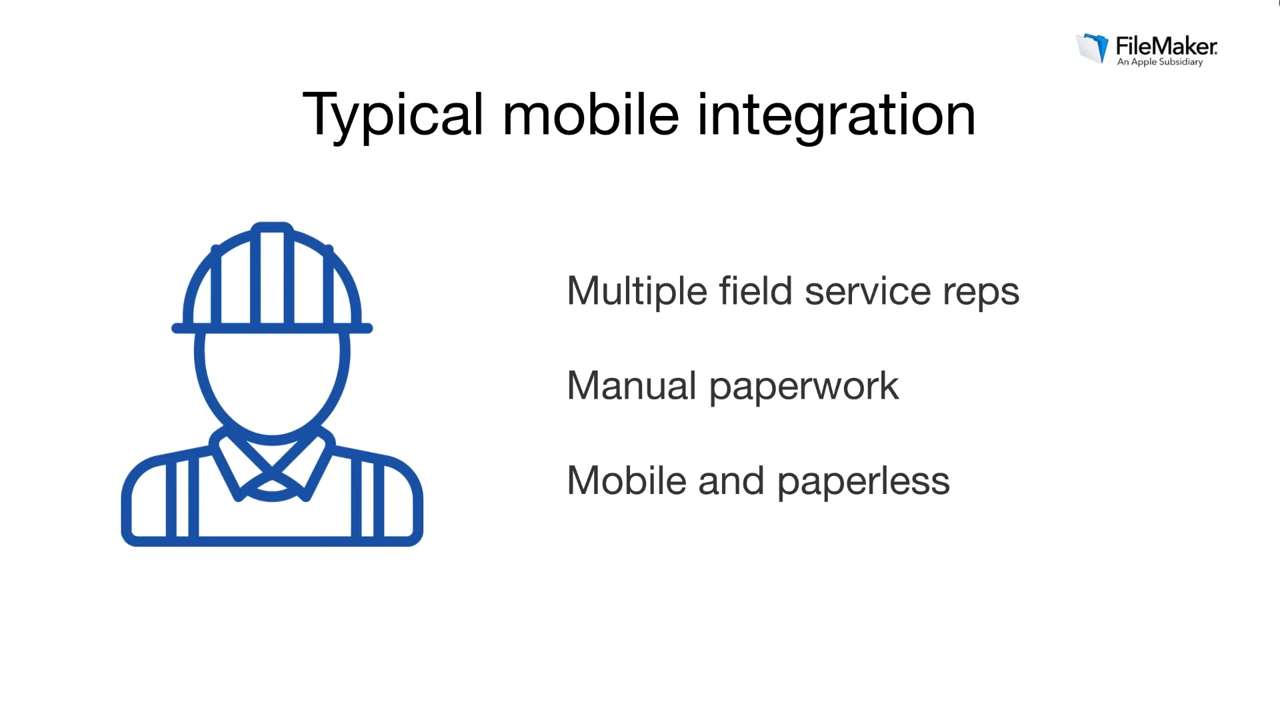 FileMaker.
An Apple Subsidiary
Typical mobile integration
Multiple field service reps
Manual paperwork
Mobile and paperless